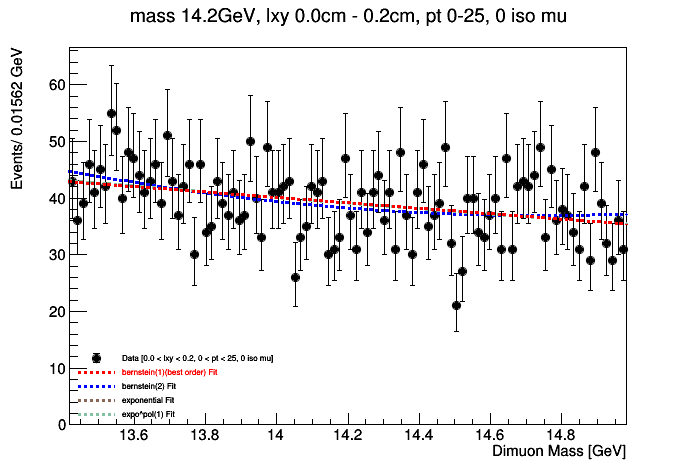 mass 14.2GeV, lxy 0.0cm - 0.2cm, pt 0-25, 0 iso mu
Events/ 0.01562 GeV
60
50
40
30
20
10
0
Data [0.0 < lxy < 0.2, 0 < pt < 25, 0 iso mu]
bernstein(1)(best order) Fit
bernstein(2) Fit
exponential Fit
expo*pol(1) Fit
13.6 13.8 14 14.2 14.4 14.6 14.8
Dimuon Mass [GeV]